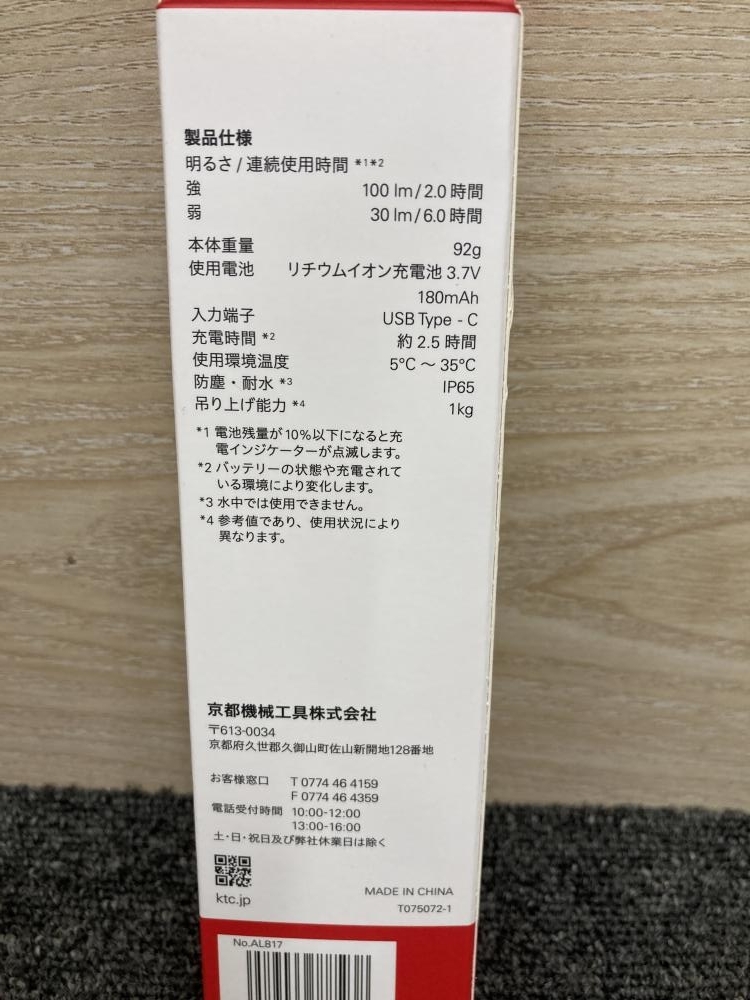 製品仕様
明るさ / 連続使用時間 *1*2
強 100 lm / 2.0 時間
弱 30 lm / 6.0 時間
本体重量 92g
使用電池 リチウムイオン充電池 3.7V
180mAh
入力端子 USB Type - C
充電時間 *2 約 2.5 時間
使用環境温度 5°C 〜 35°C
防塵・耐水 *3 IP65
吊り上げ能力 *4 1kg
*1 電池残量が10%以下になると充
電インジケーターが点滅します。
*2 バッテリーの状態や充電されて
いる環境により変化します。
*3 水中では使用できません。
*4 参考値であり、使用状況により
異なります。
京都機械工具株式会社
〒613-0034
京都府久世郡久御山町佐山新開地128番地
お客様窓口 T 0774 46 4159
F 0774 46 4359
電話受付時間 10:00-12:00
13:00-16:00
土・日・祝日及び弊社休業日は除く
ktc.jp
MADE IN CHINA
T075072-1
No.AL817